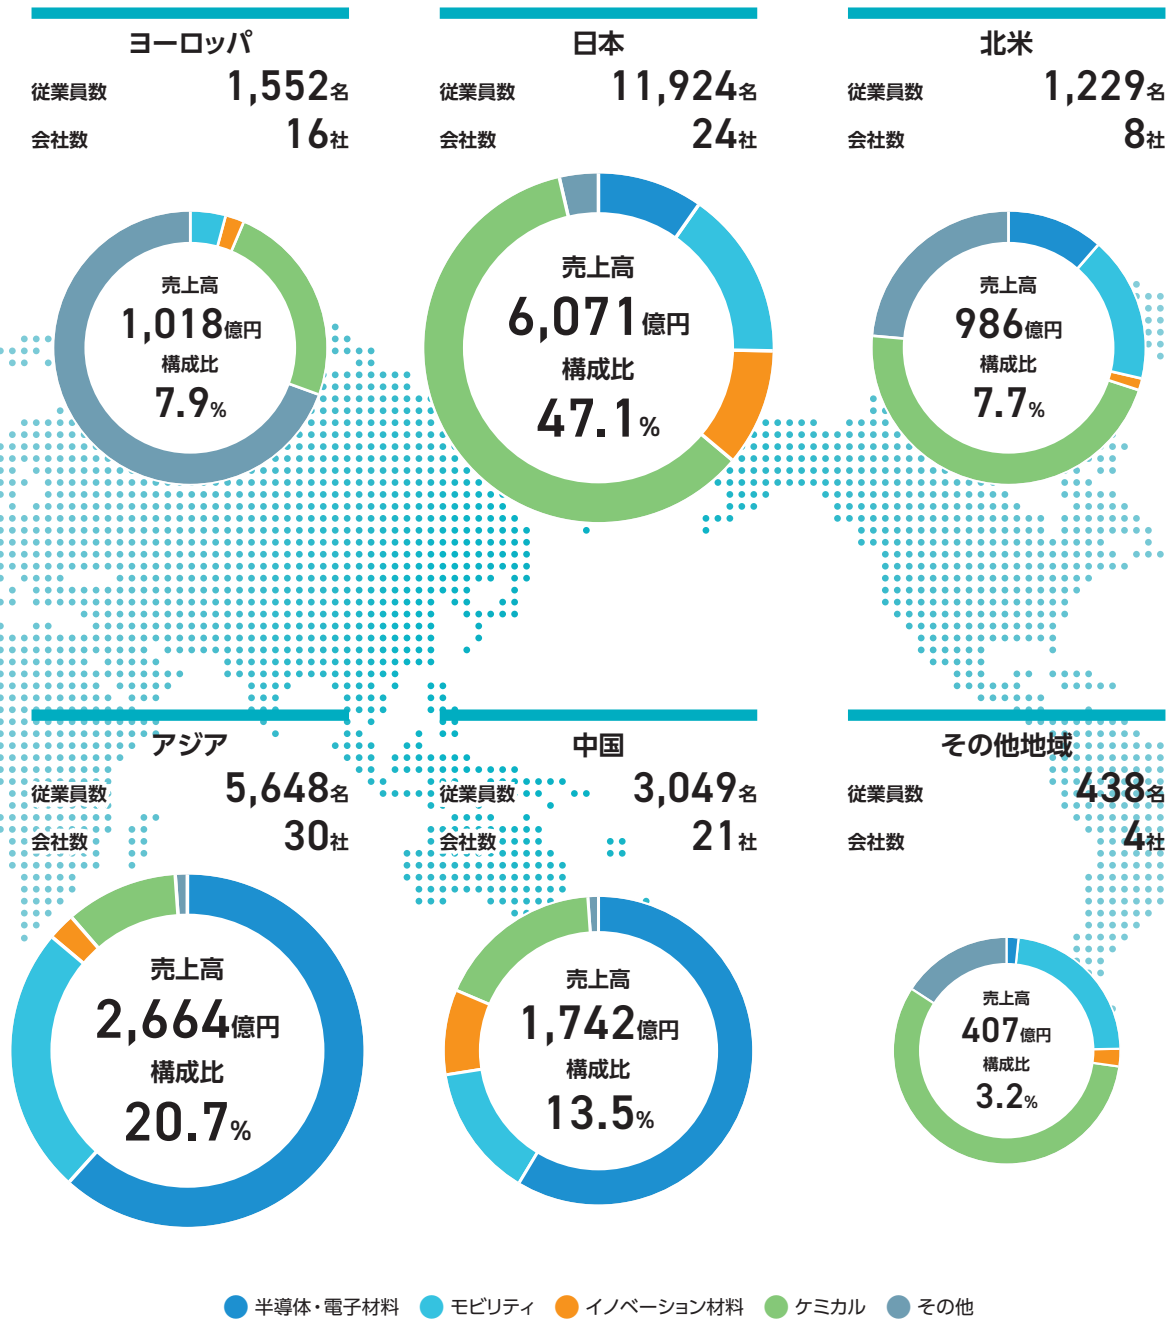 ヨーロッパ
従業員数 1,552名
会社数 16社
売上高
1,018億円
構成比
7.9%
日本
従業員数 11,924名
会社数 24社
売上高
6,071億円
構成比
47.1%
北米
従業員数 1,229名
会社数 8社
売上高
986億円
構成比
7.7%
アジア
従業員数 5,648名
会社数 30社
売上高
2,664億円
構成比
20.7%
中国
従業員数 3,049名
会社数 21社
売上高
1,742億円
構成比
13.5%
その他地域
従業員数 438名
会社数 4社
売上高
407億円
構成比
3.2%
半導体・電子材料 モビリティ イノベーション材料 ケミカル その他